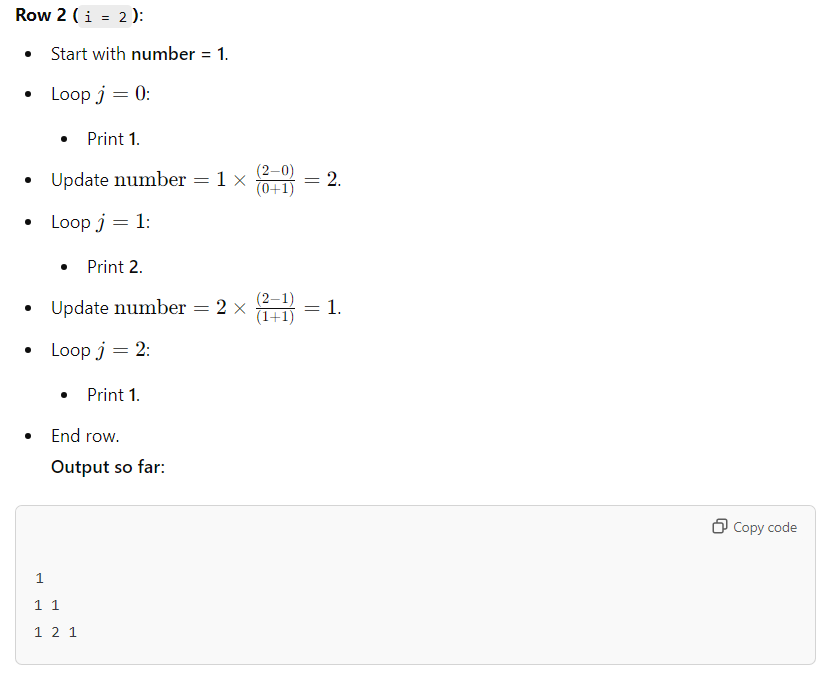 Row 2 (i = 2):
• Start with number = 1.
• Loop j = 0:
• Print 1.
• Update number = 1 × (2−0)/(0+1) = 2.
• Loop j = 1:
• Print 2.
• Update number = 2 × (2−1)/(1+1) = 1.
• Loop j = 2:
• Print 1.
• End row.
Output so far:
Copy code
1
1 1
1 2 1